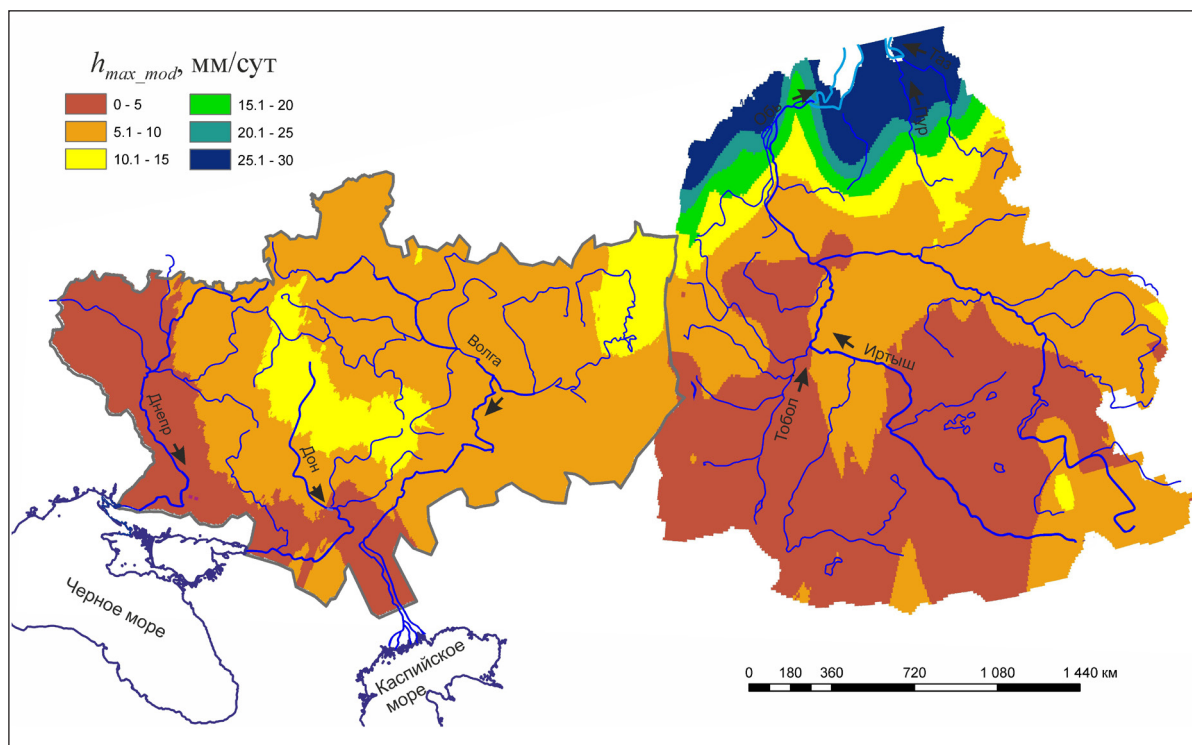 h_max_mod, мм/сут
0 - 5
5.1 - 10
10.1 - 15
15.1 - 20
20.1 - 25
25.1 - 30
Волга
Днепр
Дон
Иртыш
Тобол
Черное море
Каспийское
море
0 180 360 720 1 080 1 440 км